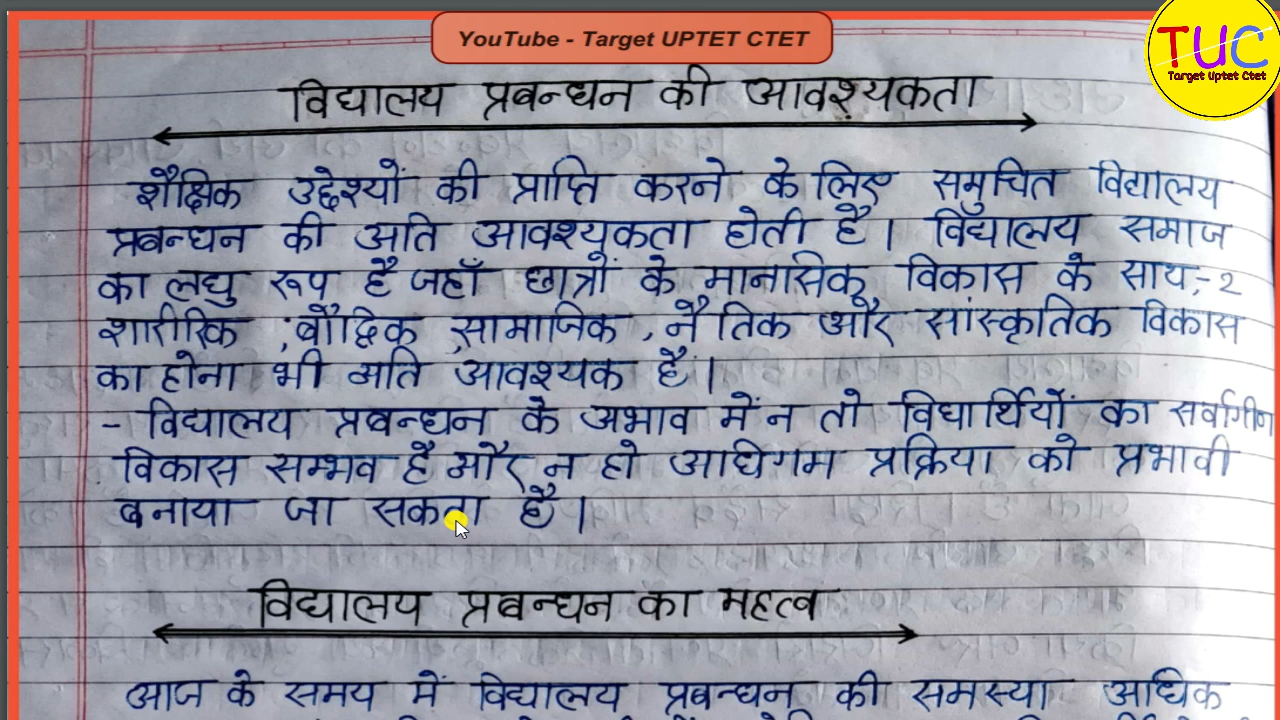 YouTube - Target UPTET CTET
TUC
Target Uptet Ctet
विद्यालय प्रबन्धन की आवश्यकता
शैक्षिक उद्देश्यों की प्राप्ति करने के लिए समुचित विद्यालय
प्रबन्धन की अति आवश्यकता होती है। विद्यालय समाज
का लघु रूप है जहाँ छात्रों के मानसिक विकास के साथ-2
शारीरिक, बौद्धिक, सामाजिक, नैतिक और सांस्कृतिक विकास
का होना भी अति आवश्यक है।
- विद्यालय प्रबन्धन के अभाव में न तो विद्यार्थियों का सर्वागीण
विकास सम्भव है और न ही अधिगम प्रक्रिया को प्रभावी
बनाया जा सकता है।
विद्यालय प्रबन्धन का महत्व
आज के समय में विद्यालय प्रबन्धन की समस्या अधिक